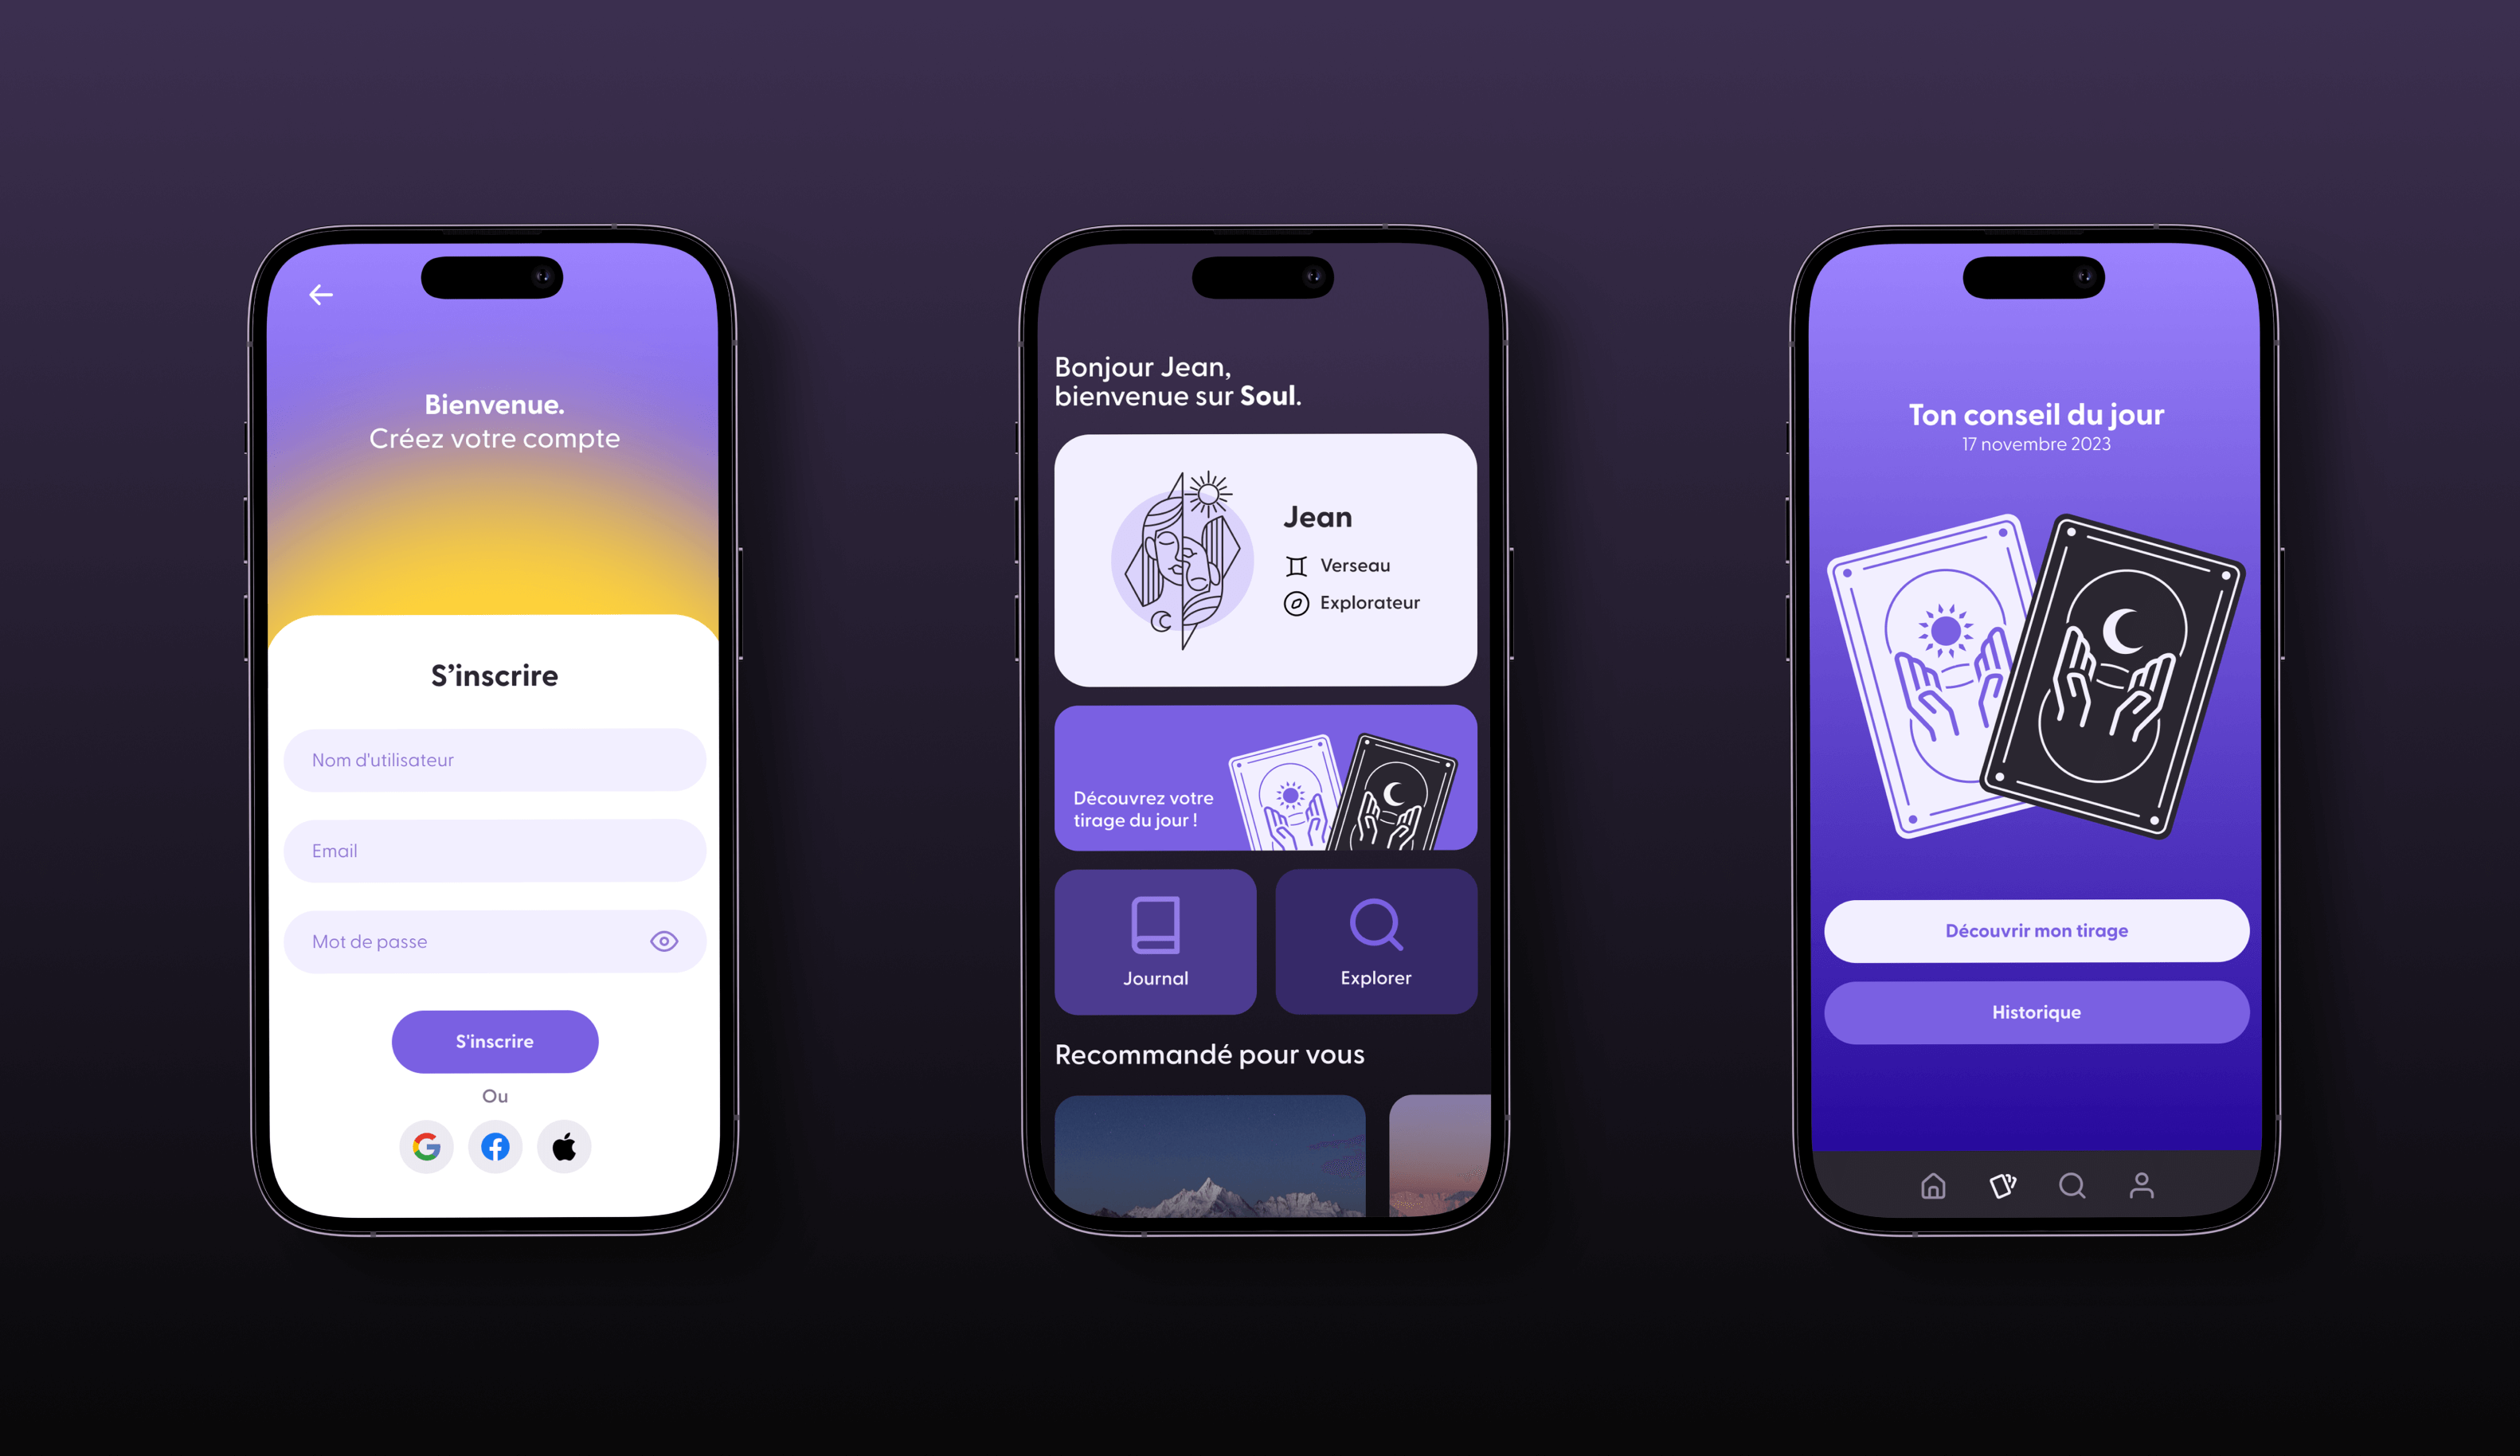 Bienvenue.
Créez votre compte
S’inscrire
Nom d'utilisateur
Email
Mot de passe
S'inscrire
Ou
Bonjour Jean,
bienvenue sur Soul.
Jean
Verseau
Explorateur
Découvrez votre
tirage du jour !
Journal
Explorer
Recommandé pour vous
Ton conseil du jour
17 novembre 2023
Découvrir mon tirage
Historique